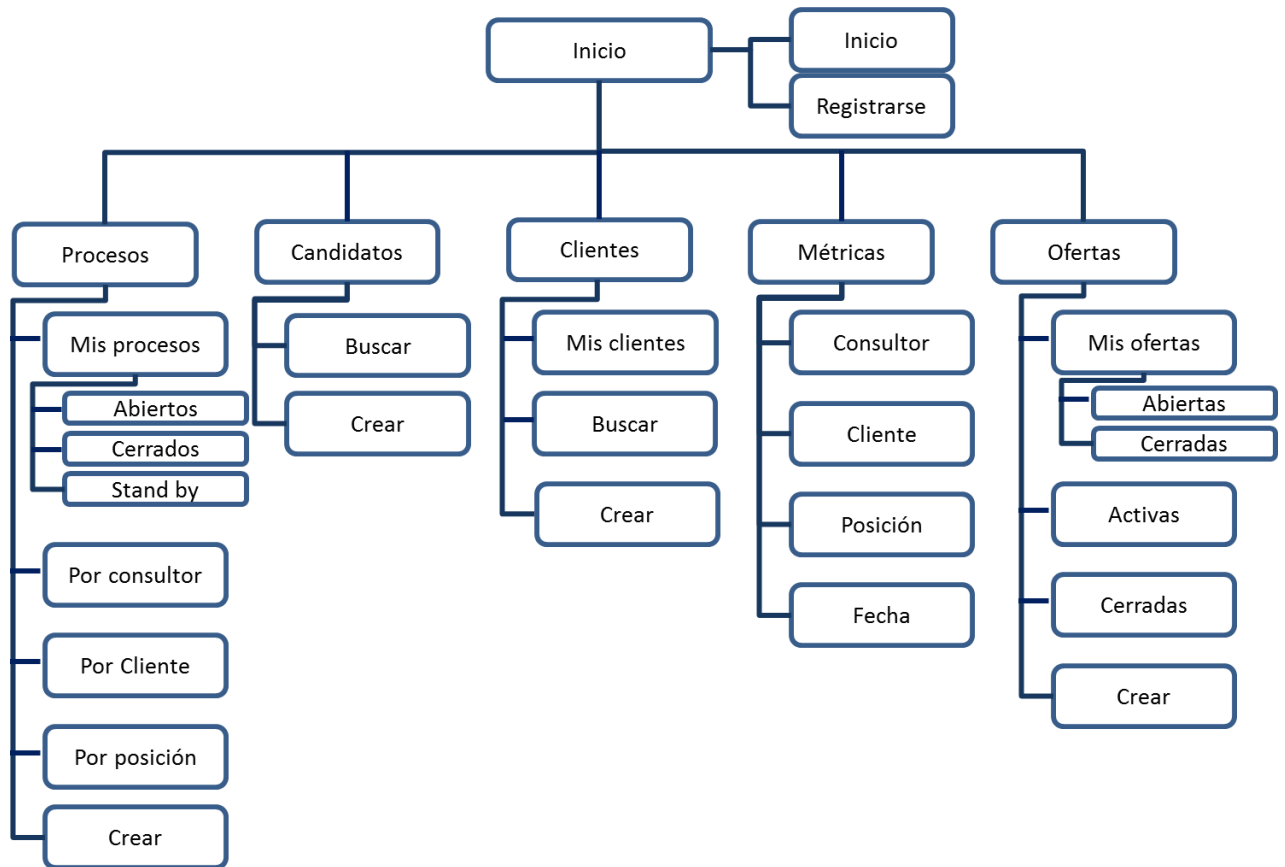 Inicio
Inicio
Registrarse
Procesos
Mis procesos
Abiertos
Cerrados
Stand by
Por consultor
Por Cliente
Por posición
Crear
Candidatos
Buscar
Crear
Clientes
Mis clientes
Buscar
Crear
Métricas
Consultor
Cliente
Posición
Fecha
Ofertas
Mis ofertas
Abiertas
Cerradas
Activas
Cerradas
Crear